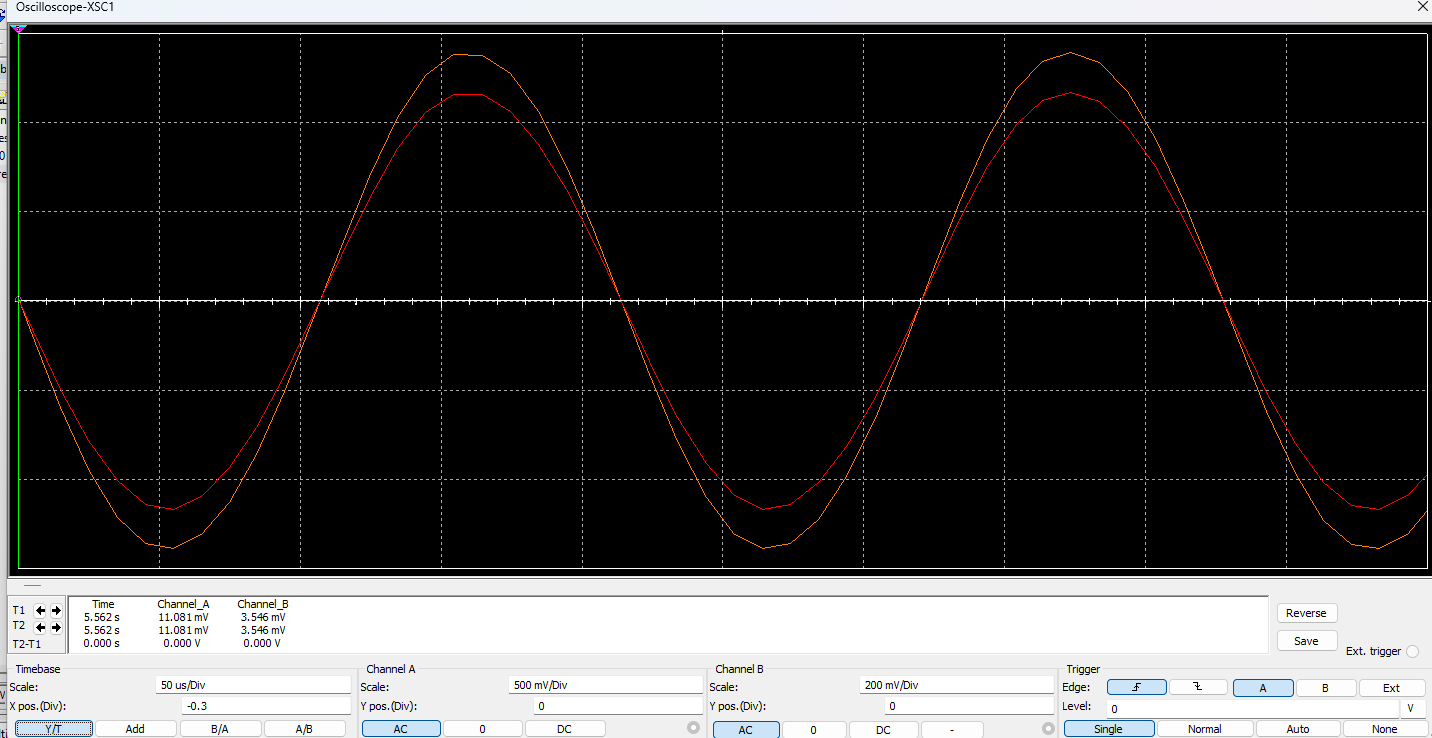 Oscilloscope-XSC1
Time Channel_A Channel_B
T1 5.562 s 11.081 mV 3.546 mV
T2 5.562 s 11.081 mV 3.546 mV
T2-T1 0.000 s 0.000 V 0.000 V
Reverse
Save
Ext. trigger
Timebase
Scale: 50 us/Div
X pos.(Div): -0.3
Y/T Add B/A A/B
Channel A
Scale: 500 mV/Div
Y pos.(Div): 0
AC 0 DC
Channel B
Scale: 200 mV/Div
Y pos.(Div): 0
AC 0 DC -
Trigger
Edge: A B Ext
Level: 0 V
Single Normal Auto None